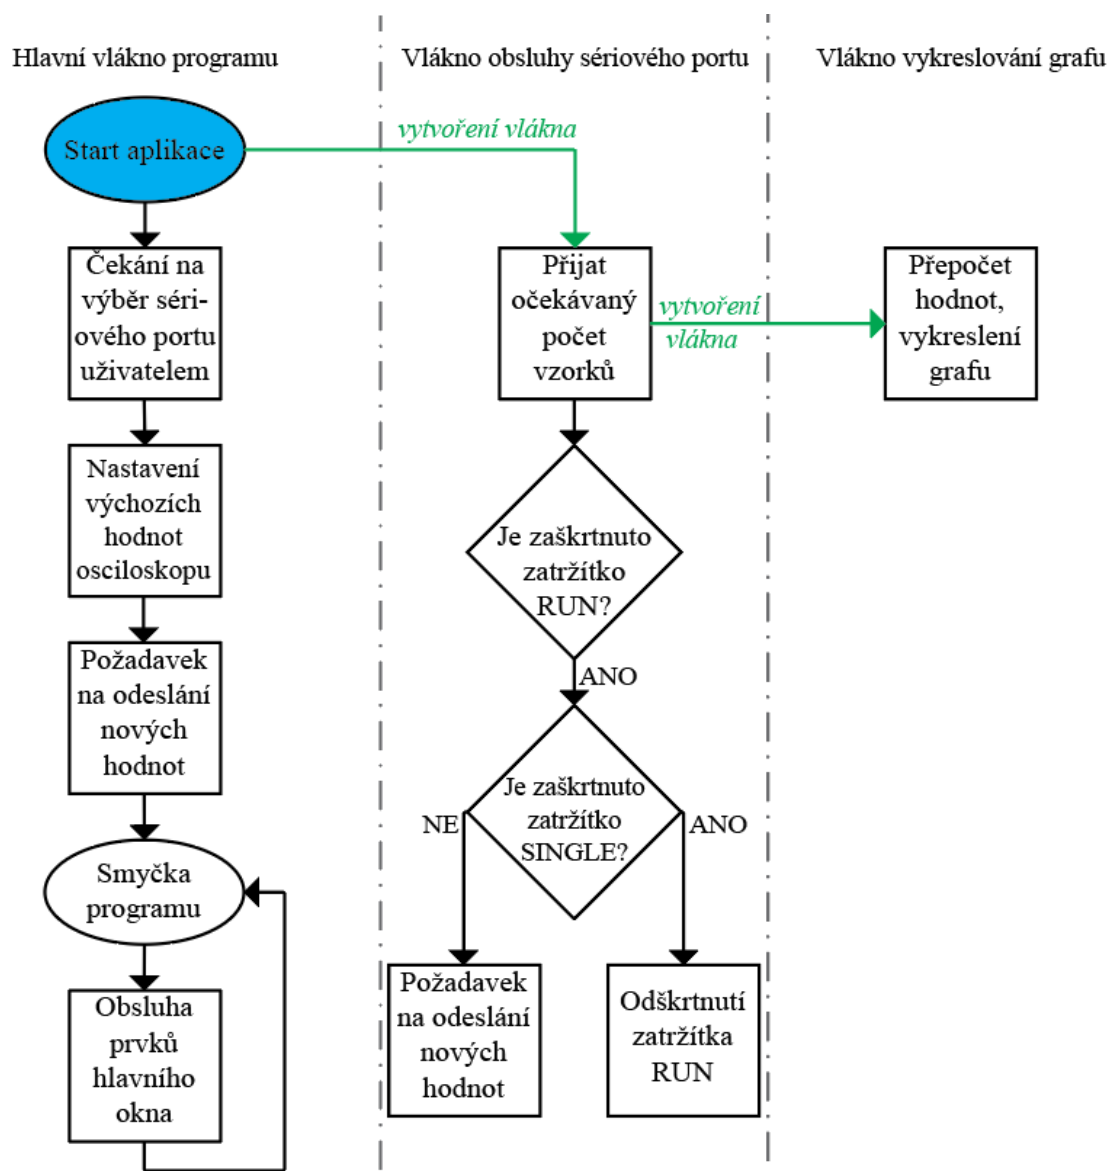 Hlavní vlákno programu
Vlákno obsluhy sériového portu
Vlákno vykreslování grafu
Start aplikace
vytvoření vlákna
Čekání na
výběr séri-
ového portu
uživatelem
Přijat
očekávaný
počet
vzorků
vytvoření
vlákna
Přepočet
hodnot,
vykreslení
grafu
Nastavení
výchozích
hodnot
osciloskopu
Je zaškrtnuto
zatržítko
RUN?
ANO
Požadavek
na odeslání
nových
hodnot
Je zaškrtnuto
zatržítko
SINGLE?
NE
ANO
Smyčka
programu
Obsluha
prvků
hlavního
okna
Požadavek
na odeslání
nových
hodnot
Odškrtnutí
zatržítka
RUN